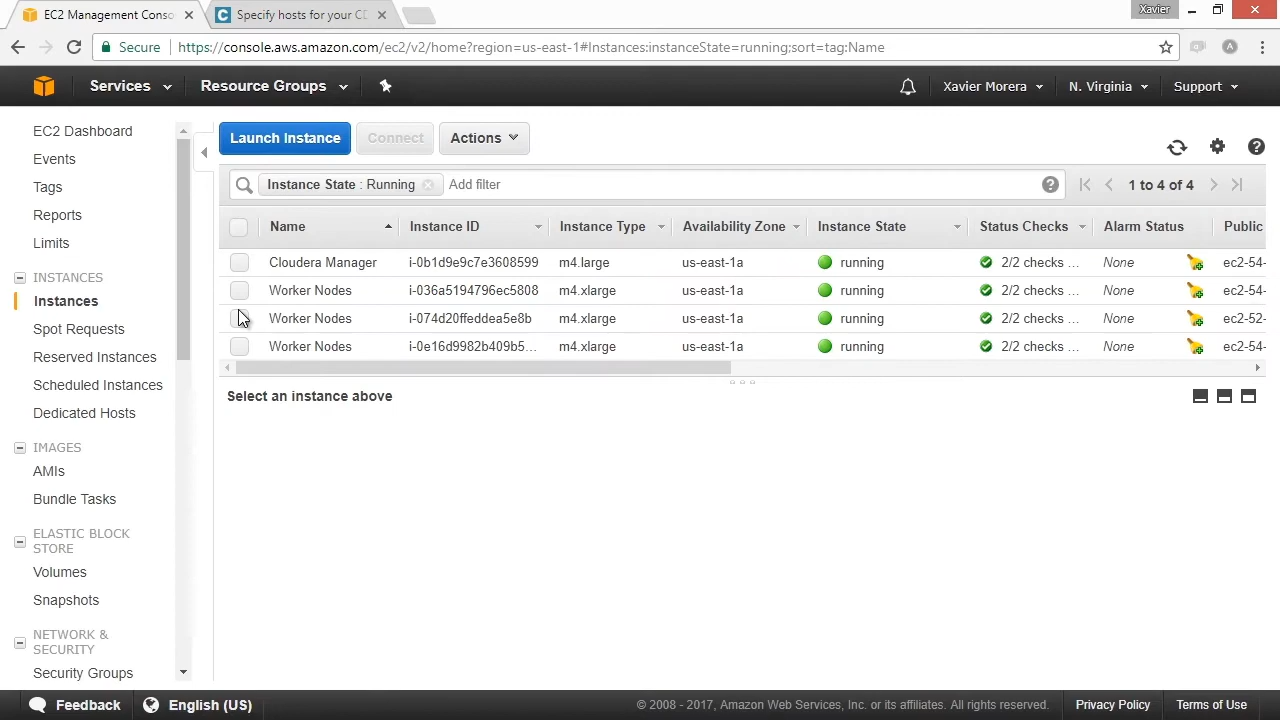 EC2 Management Conso
Specify hosts for your CD
Xavier
Secure
https://console.aws.amazon.com/ec2/v2/home?region=us-east-1#Instances:instanceState=running;sort=tag:Name
Services
Resource Groups
Xavier Morera
N. Virginia
Support
EC2 Dashboard
Events
Tags
Reports
Limits
INSTANCES
Instances
Spot Requests
Reserved Instances
Scheduled Instances
Dedicated Hosts
IMAGES
AMIs
Bundle Tasks
ELASTIC BLOCK
STORE
Volumes
Snapshots
NETWORK &
SECURITY
Security Groups
Launch Instance
Connect
Actions
Instance State : Running
Add filter
1 to 4 of 4
Name Instance ID Instance Type Availability Zone Instance State Status Checks Alarm Status Public
Cloudera Manager i-0b1d9e9c7e3608599 m4.large us-east-1a running 2/2 checks ... None ec2-54-
Worker Nodes i-036a5194796ec5808 m4.xlarge us-east-1a running 2/2 checks ... None ec2-54-
Worker Nodes i-074d20ffeddea5e8b m4.xlarge us-east-1a running 2/2 checks ... None ec2-52-
Worker Nodes i-0e16d9982b409b5... m4.xlarge us-east-1a running 2/2 checks ... None ec2-54-
Select an instance above
Feedback
English (US)
© 2008 - 2017, Amazon Web Services, Inc. or its affiliates. All rights reserved.
Privacy Policy
Terms of Use